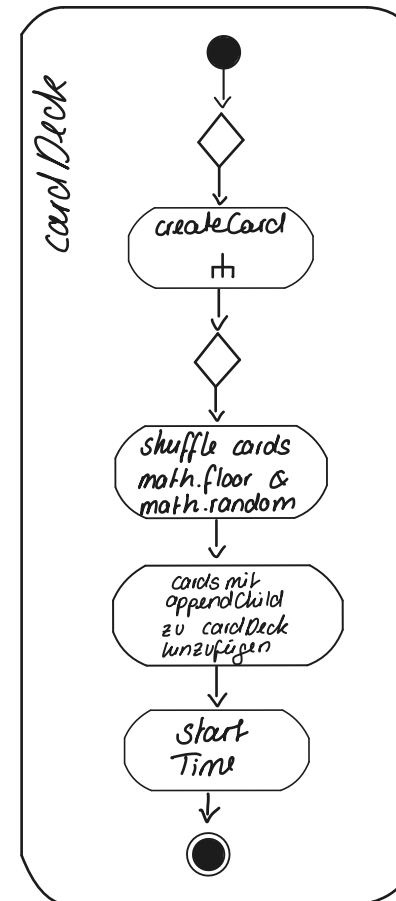 cardDeck
createCard
shuffle cards
math.floor &
math.random
cards mit
appendChild
zu cardDeck
hinzufügen
start
Time